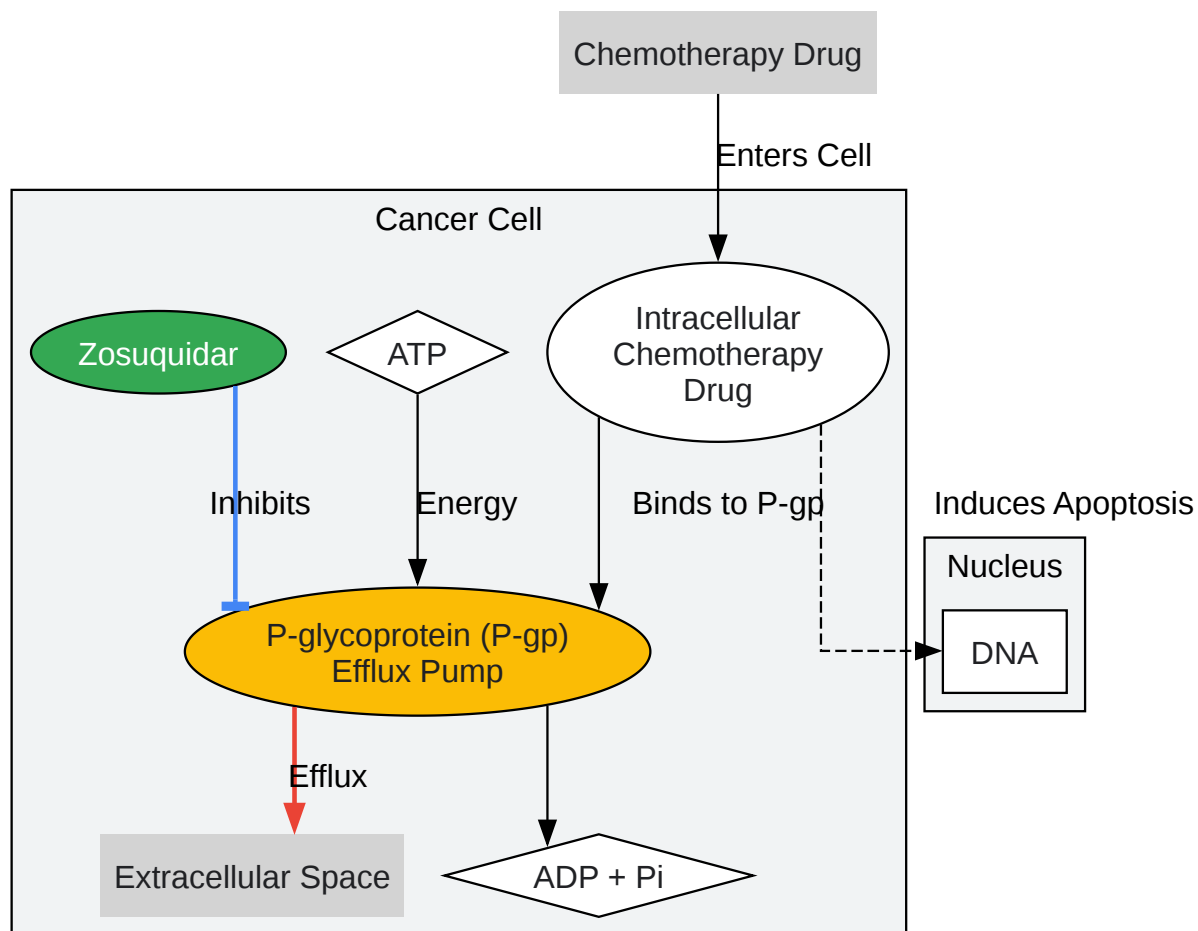 Chemotherapy Drug
Enters Cell
Cancer Cell
Zosuquidar
ATP
Intracellular
Chemotherapy
Drug
Inhibits
Energy
Binds to P-gp
Induces Apoptosis
Nucleus
DNA
P-glycoprotein (P-gp)
Efflux Pump
Efflux
Extracellular Space
ADP + Pi